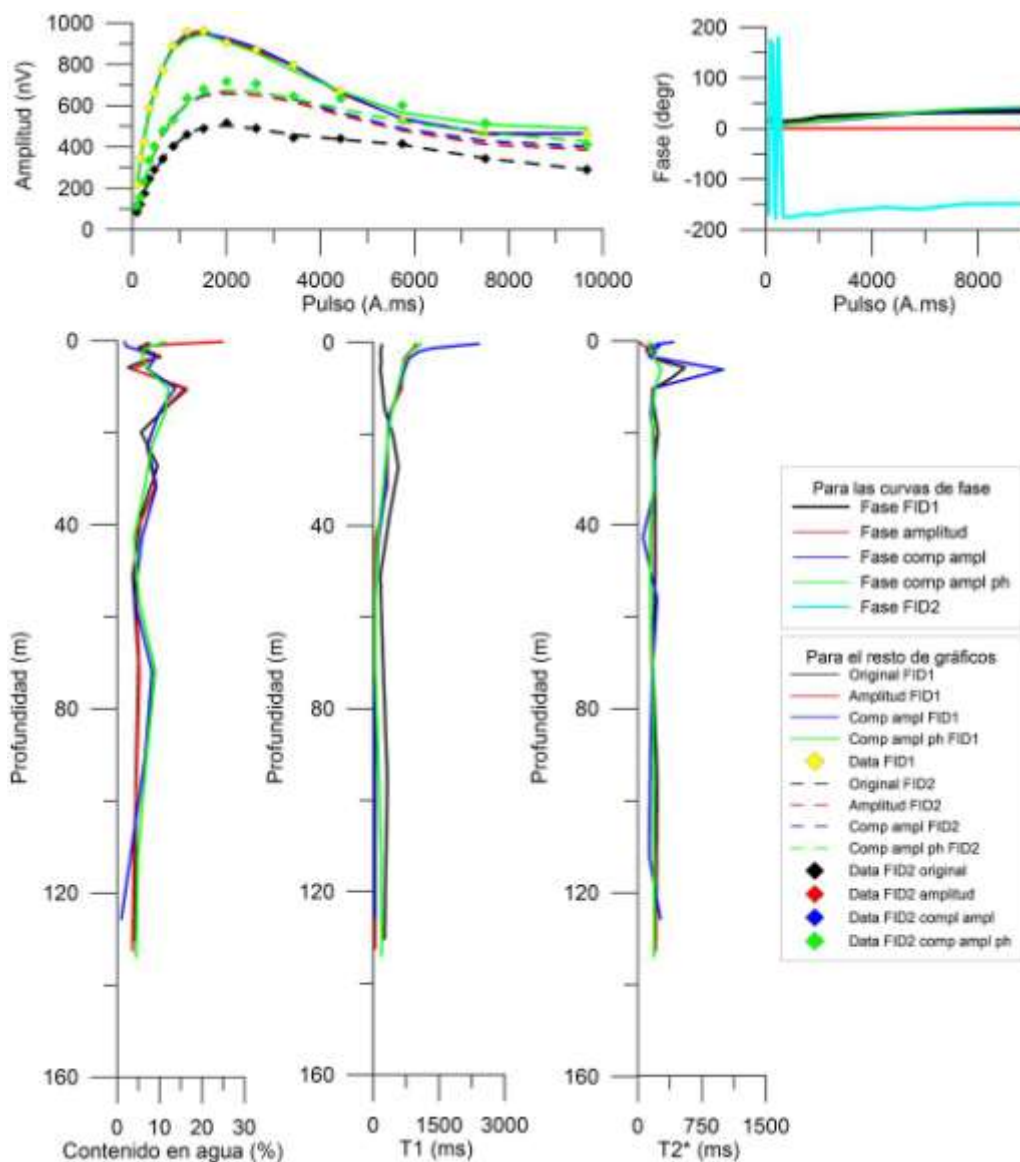 1000
800
600
400
200
0
Amplitud (nV)
0 2000 4000 6000 8000 10000
Pulso (A.ms)
200
100
0
-100
-200
Fase (degr)
0 4000 8000
Pulso (A.ms)
0
40
80
120
160
Profundidad (m)
0 10 20 30
Contenido en agua (%)
0
40
80
120
160
Profundidad (m)
0 1500 3000
T1 (ms)
0
40
80
120
160
Profundidad (m)
0 750 1500
T2* (ms)
Para las curvas de fase
Fase FID1
Fase amplitud
Fase comp ampl
Fase comp ampl ph
Fase FID2
Para el resto de gráficos
Original FID1
Amplitud FID1
Comp ampl FID1
Comp ampl ph FID1
Data FID1
Original FID2
Amplitud FID2
Comp ampl FID2
Comp ampl ph FID2
Data FID2 original
Data FID2 amplitud
Data FID2 compl ampl
Data FID2 comp ampl ph